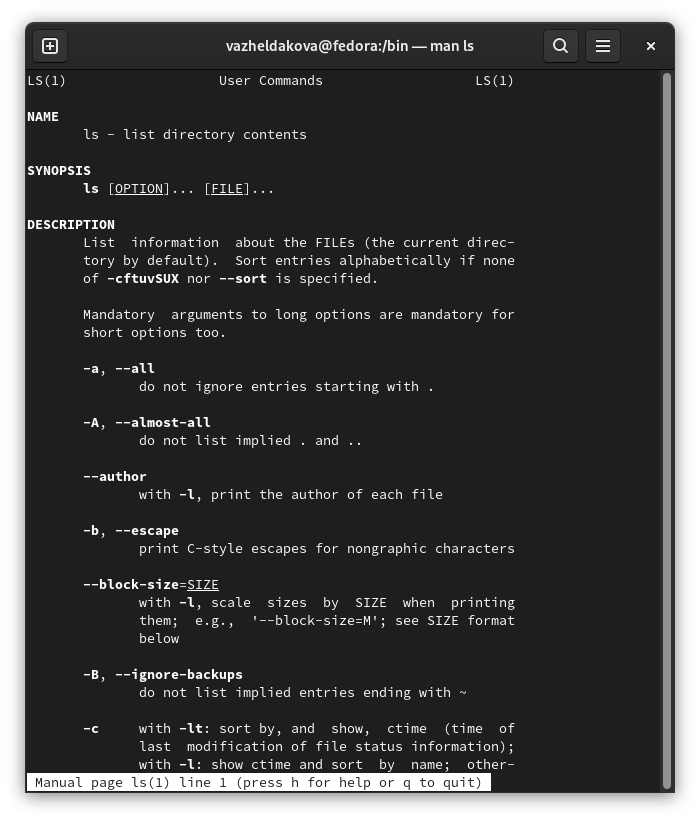 vazheldakova@fedora:/bin — man ls
LS(1) User Commands LS(1)
NAME
ls - list directory contents
SYNOPSIS
ls [OPTION]... [FILE]...
DESCRIPTION
List information about the FILEs (the current direc-
tory by default). Sort entries alphabetically if none
of -cftuvSUX nor --sort is specified.
Mandatory arguments to long options are mandatory for
short options too.
-a, --all
do not ignore entries starting with .
-A, --almost-all
do not list implied . and ..
--author
with -l, print the author of each file
-b, --escape
print C-style escapes for nongraphic characters
--block-size=SIZE
with -l, scale sizes by SIZE when printing
them; e.g., '--block-size=M'; see SIZE format
below
-B, --ignore-backups
do not list implied entries ending with ~
-c with -lt: sort by, and show, ctime (time of
last modification of file status information);
with -l: show ctime and sort by name; other-
Manual page ls(1) line 1 (press h for help or q to quit)